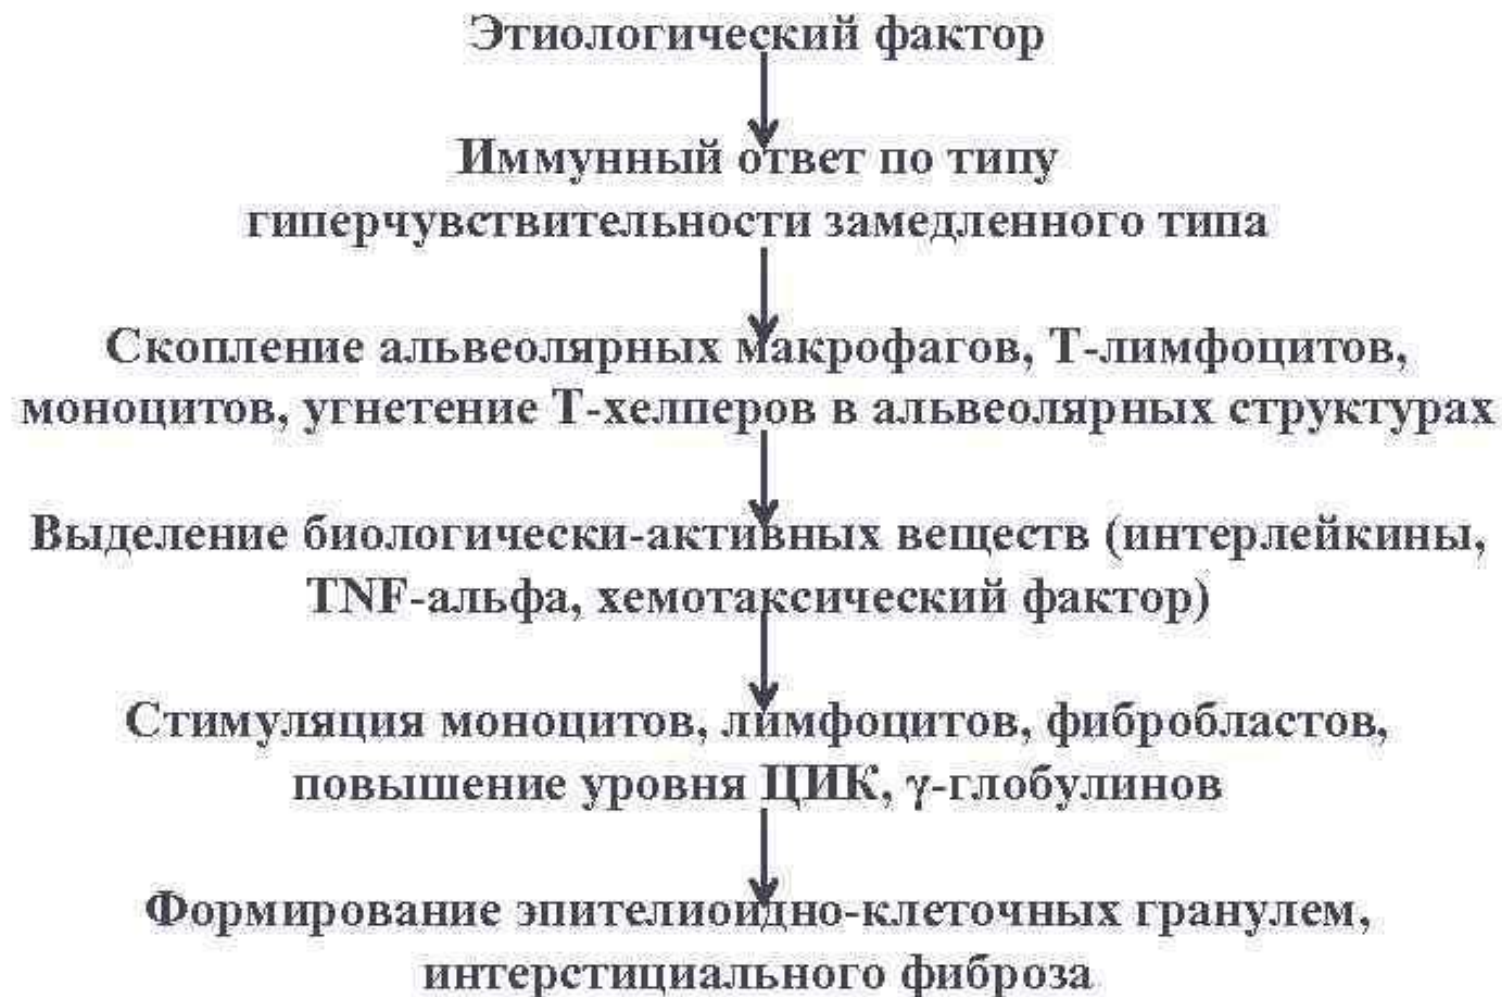 Этиологический фактор
Иммунный ответ по типу
гиперчувствительности замедленного типа
Скопление альвеолярных макрофагов, Т-лимфоцитов,
моноцитов, угнетение Т-хелперов в альвеолярных структурах
Выделение биологически-активных веществ (интерлейкины,
TNF-альфа, хемотаксический фактор)
Стимуляция моноцитов, лимфоцитов, фибробластов,
повышение уровня ЦИК, γ-глобулинов
Формирование эпителиоидно-клеточных гранулем,
интерстициального фиброза